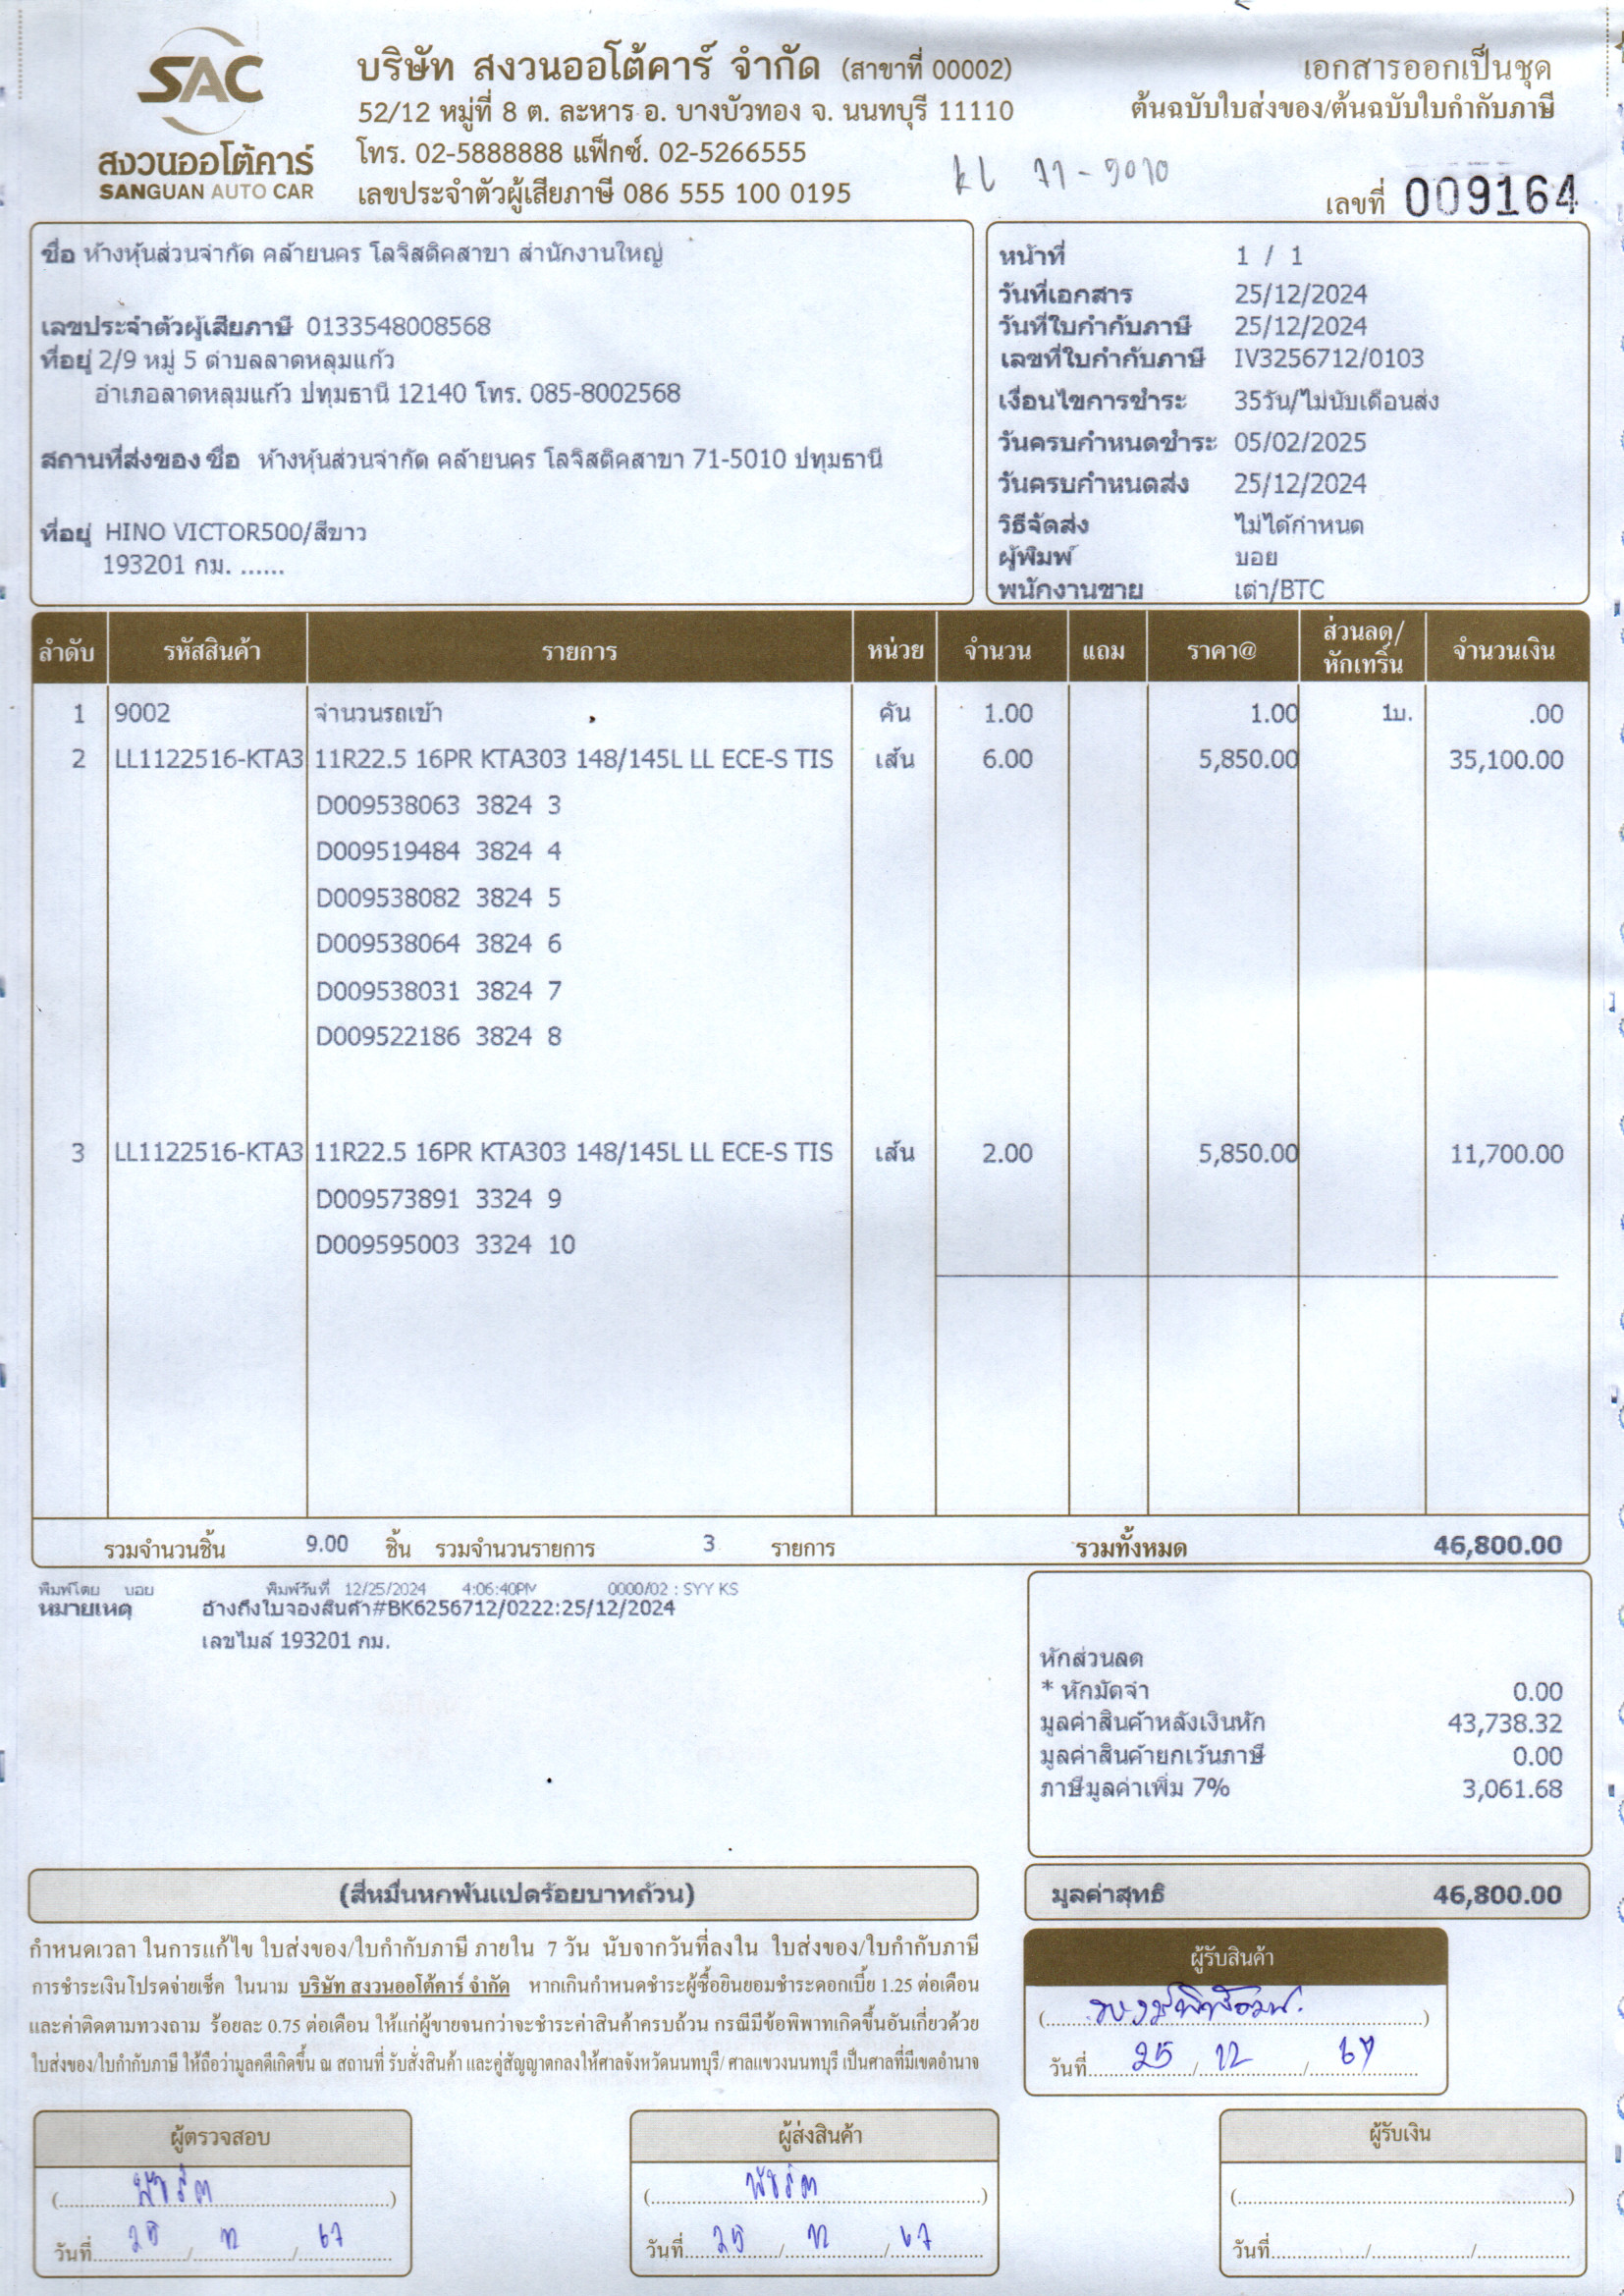 SAC
สงวนออโต้คาร์
SANGUAN AUTO CAR
บริษัท สงวนออโต้คาร์ จำกัด (สาขาที่ 00002)
52/12 หมู่ที่ 8 ต. ละหาร อ. บางบัวทอง จ. นนทบุรี 11110
โทร. 02-5888888 แฟ็กซ์. 02-5266555
เลขประจำตัวผู้เสียภาษี 086 555 100 0195
เอกสารออกเป็นชุด
ต้นฉบับใบส่งของ/ต้นฉบับใบกำกับภาษี
KL 71-5010
เลขที่ 009164
ชื่อ ห้างหุ้นส่วนจำกัด คล้ายนคร โลจิสติคสาขา สำนักงานใหญ่
เลขประจำตัวผู้เสียภาษี 0133548008568
ที่อยู่ 2/9 หมู่ 5 ตำบลลาดหลุมแก้ว
อำเภอลาดหลุมแก้ว ปทุมธานี 12140 โทร. 085-8002568
สถานที่ส่งของ ชื่อ ห้างหุ้นส่วนจำกัด คล้ายนคร โลจิสติคสาขา 71-5010 ปทุมธานี
ที่อยู่ HINO VICTOR500/สีขาว
193201 กม. ......
หน้าที่ 1 / 1
วันที่เอกสาร 25/12/2024
วันที่ใบกำกับภาษี 25/12/2024
เลขที่ใบกำกับภาษี IV3256712/0103
เงื่อนไขการชำระ 35วัน/ไม่นับเดือนส่ง
วันครบกำหนดชำระ 05/02/2025
วันครบกำหนดส่ง 25/12/2024
วิธีจัดส่ง ไม่ได้กำหนด
ผู้พิมพ์ บอย
พนักงานขาย เต่า/BTC
ลำดับ รหัสสินค้า รายการ หน่วย จำนวน แถม ราคา@ ส่วนลด/หักเทริ์น จำนวนเงิน
1 9002 จำนวนรถเข้า คัน 1.00 1.00 1บ. .00
2 LL1122516-KTA3 11R22.5 16PR KTA303 148/145L LL ECE-S TIS เส้น 6.00 5,850.00 35,100.00
D009538063 3824 3
D009519484 3824 4
D009538082 3824 5
D009538064 3824 6
D009538031 3824 7
D009522186 3824 8
3 LL1122516-KTA3 11R22.5 16PR KTA303 148/145L LL ECE-S TIS เส้น 2.00 5,850.00 11,700.00
D009573891 3324 9
D009595003 3324 10
รวมจำนวนชิ้น 9.00 ชิ้น รวมจำนวนรายการ 3 รายการ รวมทั้งหมด 46,800.00
พิมพ์โดย บอย พิมพ์วันที่ 12/25/2024 4:06:40PM 0000/02 : SYY KS
หมายเหตุ อ้างถึงใบจองสินค้า#BK6256712/0222:25/12/2024
เลขไมล์ 193201 กม.
หักส่วนลด
* หักมัดจำ 0.00
มูลค่าสินค้าหลังเงินหัก 43,738.32
มูลค่าสินค้ายกเว้นภาษี 0.00
ภาษีมูลค่าเพิ่ม 7% 3,061.68
(สี่หมื่นหกพันแปดร้อยบาทถ้วน)
มูลค่าสุทธิ 46,800.00
กำหนดเวลา ในการแก้ไข ใบส่งของ/ใบกำกับภาษี ภายใน 7 วัน นับจากวันที่ลงใน ใบส่งของ/ใบกำกับภาษี
การชำระเงินโปรดจ่ายเช็ค ในนาม บริษัท สงวนออโต้คาร์ จำกัด หากเกินกำหนดชำระผู้ซื้อยินยอมชำระดอกเบี้ย 1.25 ต่อเดือน
และค่าติดตามทวงถาม ร้อยละ 0.75 ต่อเดือน ให้แก่ผู้ขายจนกว่าจะชำระค่าสินค้าครบถ้วน กรณีมีข้อพิพาทเกิดขึ้นอันเกี่ยวด้วย
ใบส่งของ/ใบกำกับภาษี ให้ถือว่ามูลคดีเกิดขึ้น ณ สถานที่ รับสั่งสินค้า และคู่สัญญาตกลงให้ศาลจังหวัดนนทบุรี/ ศาลแขวงนนทบุรี เป็นศาลที่มีเขตอำนาจ
ผู้รับสินค้า
วันที่ 25 / 12 / 67
ผู้ตรวจสอบ
วันที่ 25 / 12 / 67
ผู้ส่งสินค้า
วันที่ 25 / 12 / 67
ผู้รับเงิน
วันที่ / /